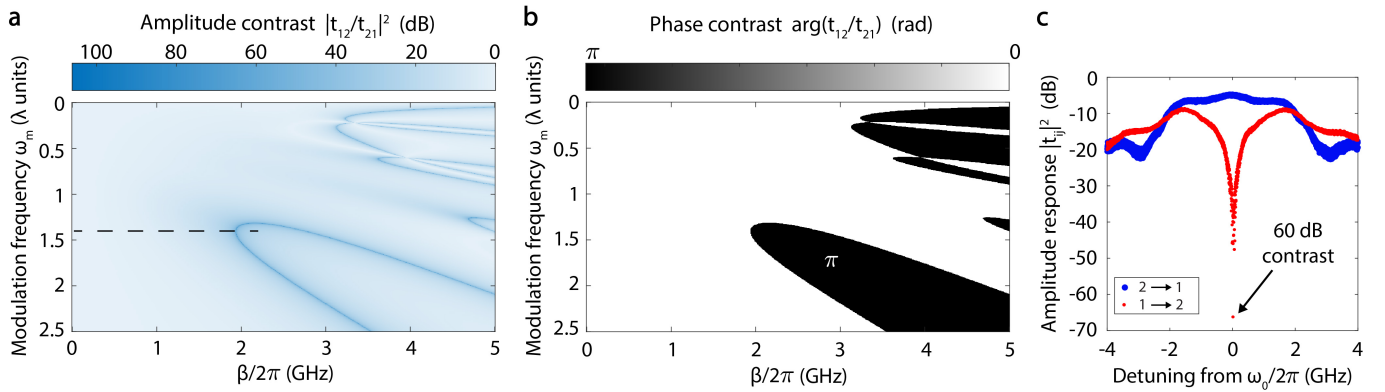 a
Amplitude contrast |t12/t21|² (dB)
100 80 60 40 20 0
Modulation frequency ωm (λ units)
0
0.5
1
1.5
2
2.5
0 1 2 3 4 5
β/2π (GHz)
b
Phase contrast arg(t12/t21) (rad)
π 0
Modulation frequency ωm (λ units)
0
0.5
1
1.5
2
2.5
π
0 1 2 3 4 5
β/2π (GHz)
c
Amplitude response |tij|² (dB)
0
-10
-20
-30
-40
-50
-60
-70
60 dB
contrast
2 → 1
1 → 2
-4 -2 0 2 4
Detuning from ω0/2π (GHz)